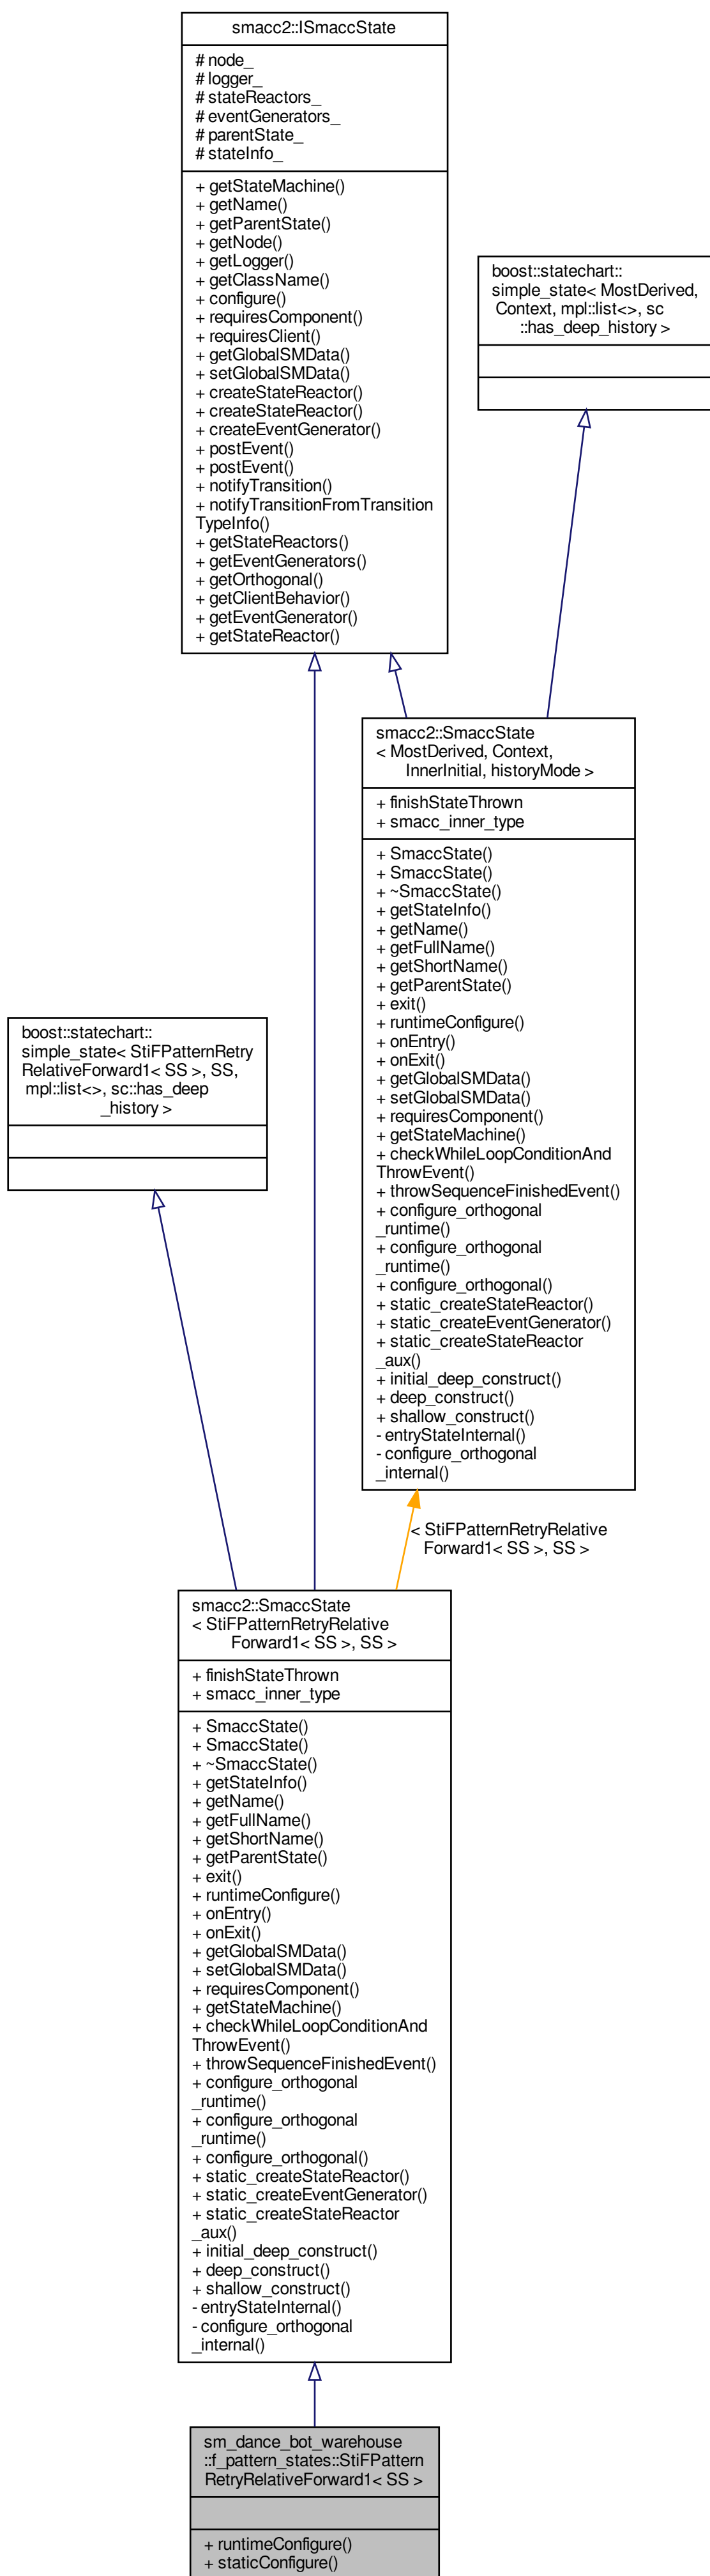 smacc2::ISmaccState
# node_
# logger_
# stateReactors_
# eventGenerators_
# parentState_
# stateInfo_
+ getStateMachine()
+ getName()
+ getParentState()
+ getNode()
+ getLogger()
+ getClassName()
+ configure()
+ requiresComponent()
+ requiresClient()
+ getGlobalSMData()
+ setGlobalSMData()
+ createStateReactor()
+ createStateReactor()
+ createEventGenerator()
+ postEvent()
+ postEvent()
+ notifyTransition()
+ notifyTransitionFromTransition
TypeInfo()
+ getStateReactors()
+ getEventGenerators()
+ getOrthogonal()
+ getClientBehavior()
+ getEventGenerator()
+ getStateReactor()
boost::statechart::
simple_state< MostDerived,
Context, mpl::list<>, sc
::has_deep_history >
smacc2::SmaccState
< MostDerived, Context,
InnerInitial, historyMode >
+ finishStateThrown
+ smacc_inner_type
+ SmaccState()
+ SmaccState()
+ ~SmaccState()
+ getStateInfo()
+ getName()
+ getFullName()
+ getShortName()
+ getParentState()
+ exit()
+ runtimeConfigure()
+ onEntry()
+ onExit()
+ getGlobalSMData()
+ setGlobalSMData()
+ requiresComponent()
+ getStateMachine()
+ checkWhileLoopConditionAnd
ThrowEvent()
+ throwSequenceFinishedEvent()
+ configure_orthogonal
_runtime()
+ configure_orthogonal
_runtime()
+ configure_orthogonal()
+ static_createStateReactor()
+ static_createEventGenerator()
+ static_createStateReactor
_aux()
+ initial_deep_construct()
+ deep_construct()
+ shallow_construct()
- entryStateInternal()
- configure_orthogonal
_internal()
boost::statechart::
simple_state< StiFPatternRetry
RelativeForward1< SS >, SS,
mpl::list<>, sc::has_deep
_history >
< StiFPatternRetryRelative
Forward1< SS >, SS >
smacc2::SmaccState
< StiFPatternRetryRelative
Forward1< SS >, SS >
+ finishStateThrown
+ smacc_inner_type
+ SmaccState()
+ SmaccState()
+ ~SmaccState()
+ getStateInfo()
+ getName()
+ getFullName()
+ getShortName()
+ getParentState()
+ exit()
+ runtimeConfigure()
+ onEntry()
+ onExit()
+ getGlobalSMData()
+ setGlobalSMData()
+ requiresComponent()
+ getStateMachine()
+ checkWhileLoopConditionAnd
ThrowEvent()
+ throwSequenceFinishedEvent()
+ configure_orthogonal
_runtime()
+ configure_orthogonal
_runtime()
+ configure_orthogonal()
+ static_createStateReactor()
+ static_createEventGenerator()
+ static_createStateReactor
_aux()
+ initial_deep_construct()
+ deep_construct()
+ shallow_construct()
- entryStateInternal()
- configure_orthogonal
_internal()
sm_dance_bot_warehouse
::f_pattern_states::StiFPattern
RetryRelativeForward1< SS >
+ runtimeConfigure()
+ staticConfigure()